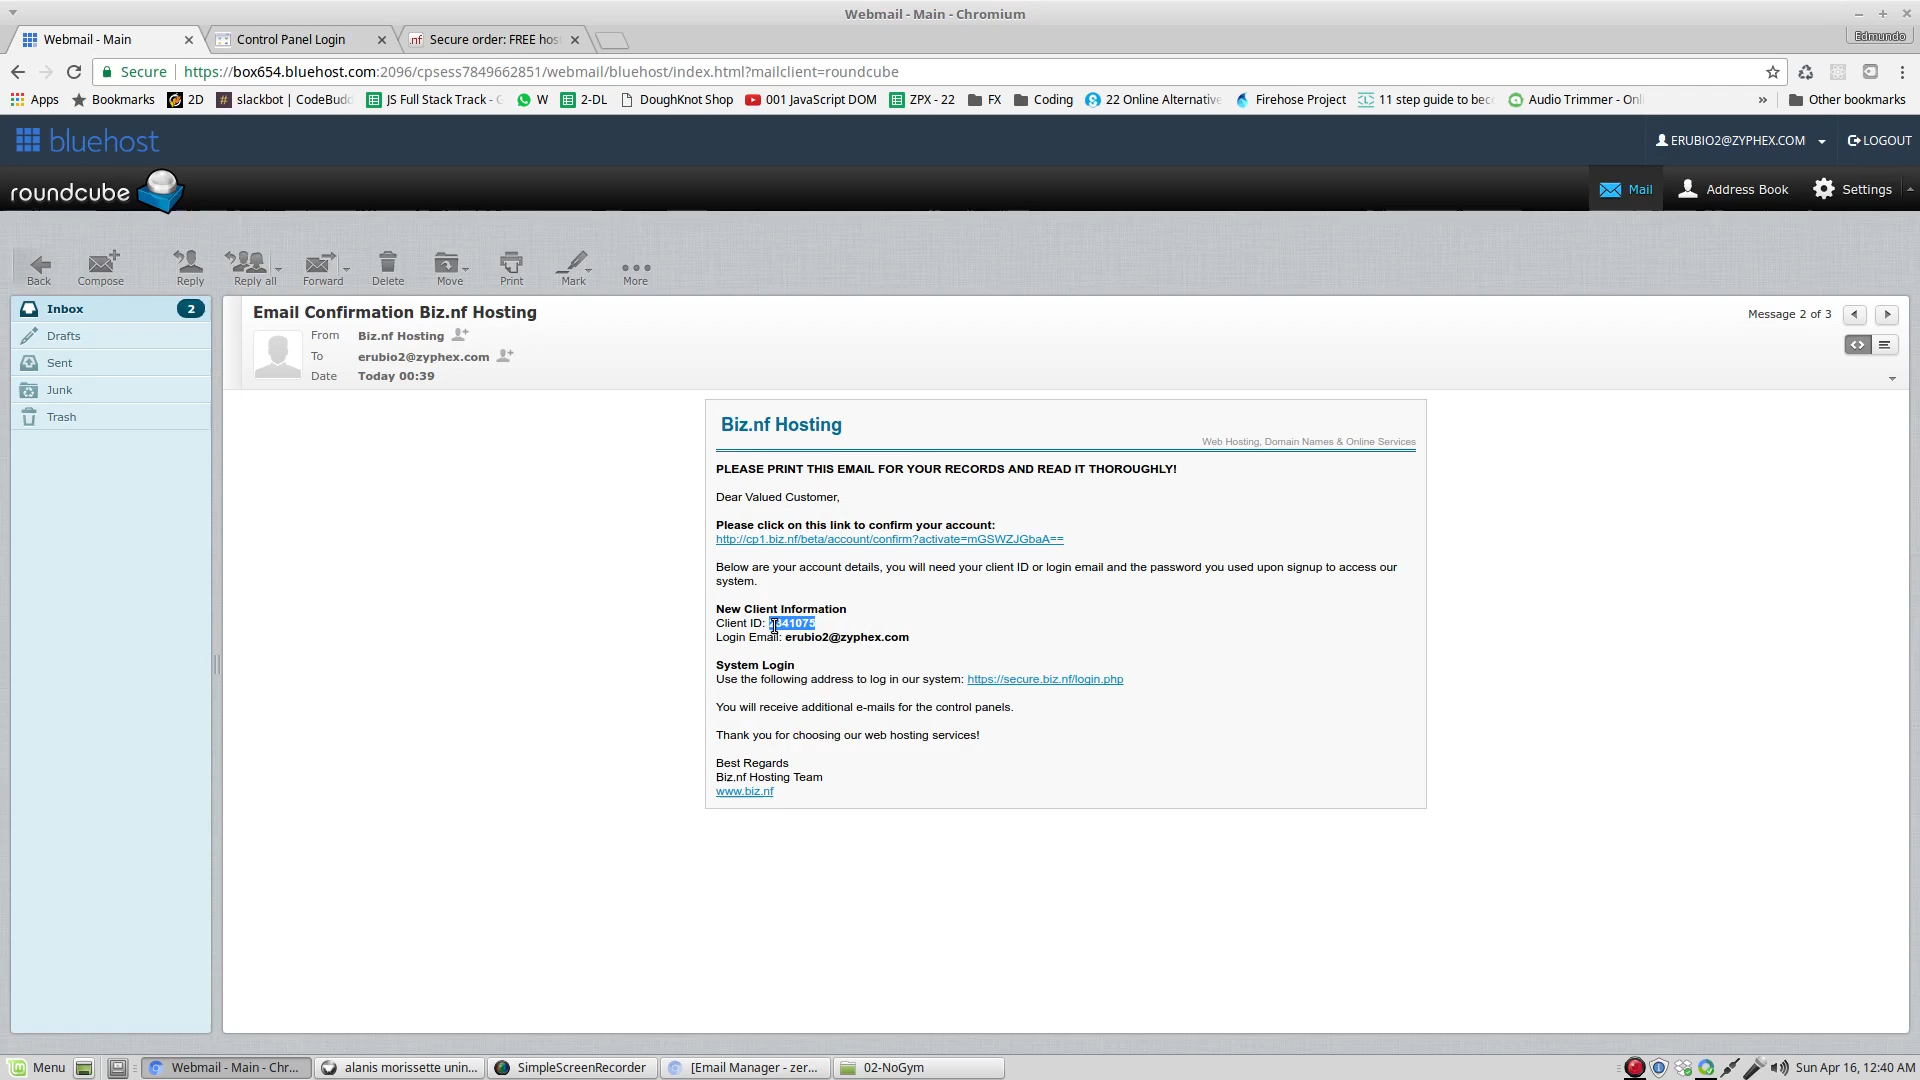 Webmail - Main - Chromium
Webmail - Main
Control Panel Login
.nf Secure order: FREE hos
Edmundo
Secure https://box654.bluehost.com:2096/cpsess7849662851/webmail/bluehost/index.html?mailclient=roundcube
Apps Bookmarks 2D slackbot | CodeBudd JS Full Stack Track - G W 2-DL DoughKnot Shop 001 JavaScript DOM ZPX - 22 FX Coding 22 Online Alternative Firehose Project 11 step guide to bec Audio Trimmer - Onli » Other bookmarks
bluehost
ERUBIO2@ZYPHEX.COM LOGOUT
roundcube
Mail Address Book Settings
Back Compose Reply Reply all Forward Delete Move Print Mark More
Inbox 2
Drafts
Sent
Junk
Trash
Email Confirmation Biz.nf Hosting
Message 2 of 3
From Biz.nf Hosting
To erubio2@zyphex.com
Date Today 00:39
Biz.nf Hosting
Web Hosting, Domain Names & Online Services
PLEASE PRINT THIS EMAIL FOR YOUR RECORDS AND READ IT THOROUGHLY!
Dear Valued Customer,
Please click on this link to confirm your account:
http://cp1.biz.nf/beta/account/confirm?activate=mGSWZJGbaA==
Below are your account details, you will need your client ID or login email and the password you used upon signup to access our
system.
New Client Information
Client ID:
Login Email: erubio2@zyphex.com
System Login
Use the following address to log in our system: https://secure.biz.nf/login.php
You will receive additional e-mails for the control panels.
Thank you for choosing our web hosting services!
Best Regards
Biz.nf Hosting Team
www.biz.nf
Menu
Webmail - Main - Chr...
alanis morissette unin...
SimpleScreenRecorder
[Email Manager - zer...
02-NoGym
Sun Apr 16, 12:40 AM